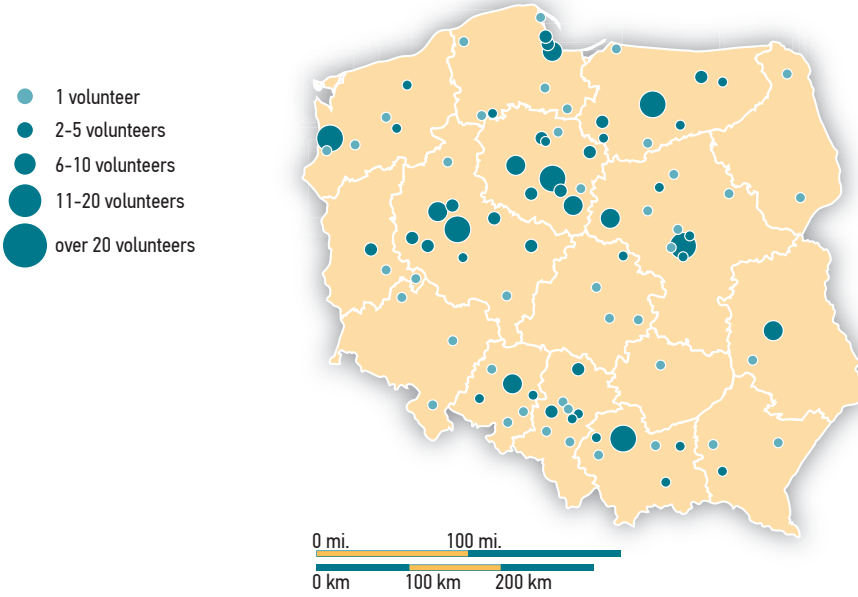 1 volunteer
2-5 volunteers
6-10 volunteers
11-20 volunteers
over 20 volunteers
0 mi. 100 mi.
0 km 100 km 200 km